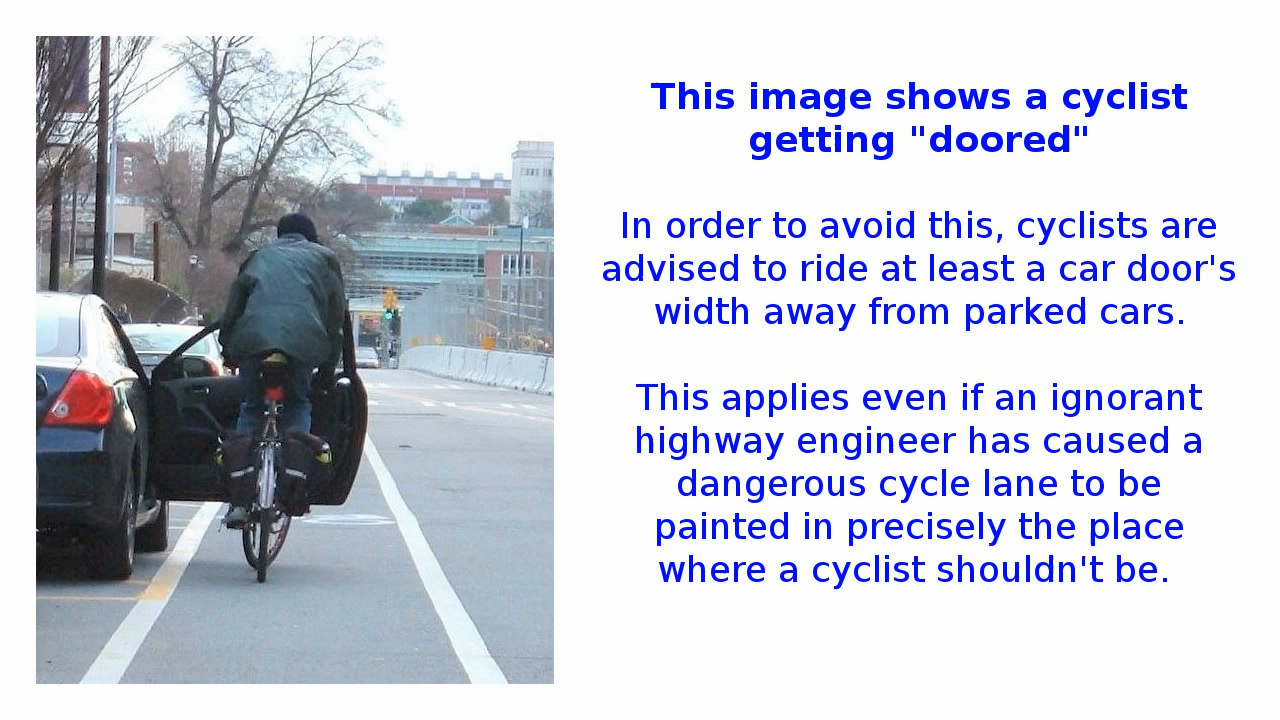 This image shows a cyclist
getting "doored"
In order to avoid this, cyclists are
advised to ride at least a car door's
width away from parked cars.
This applies even if an ignorant
highway engineer has caused a
dangerous cycle lane to be
painted in precisely the place
where a cyclist shouldn't be.